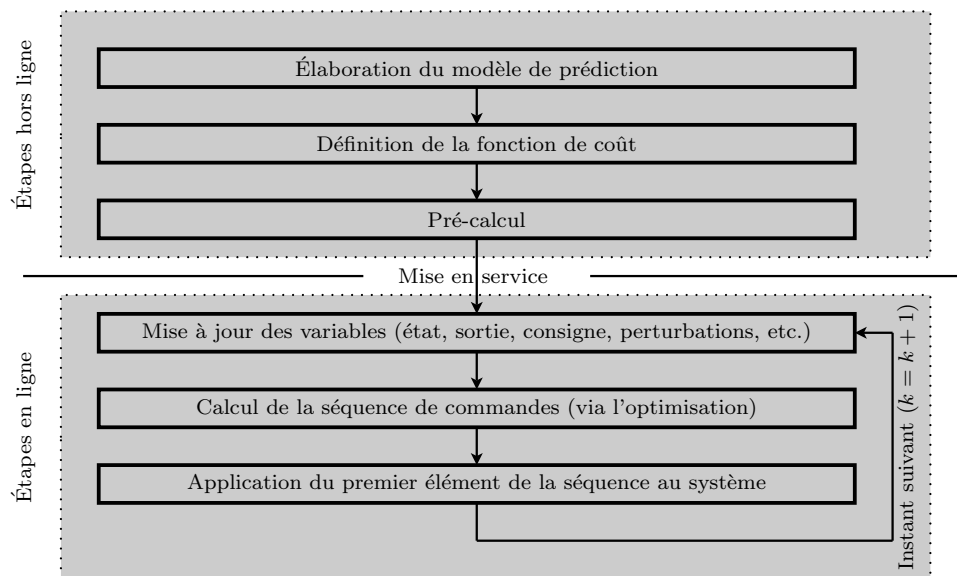 Étapes hors ligne
Élaboration du modèle de prédiction
Définition de la fonction de coût
Pré-calcul
Mise en service
Étapes en ligne
Mise à jour des variables (état, sortie, consigne, perturbations, etc.)
Calcul de la séquence de commandes (via l'optimisation)
Application du premier élément de la séquence au système
Instant suivant (k = k + 1)